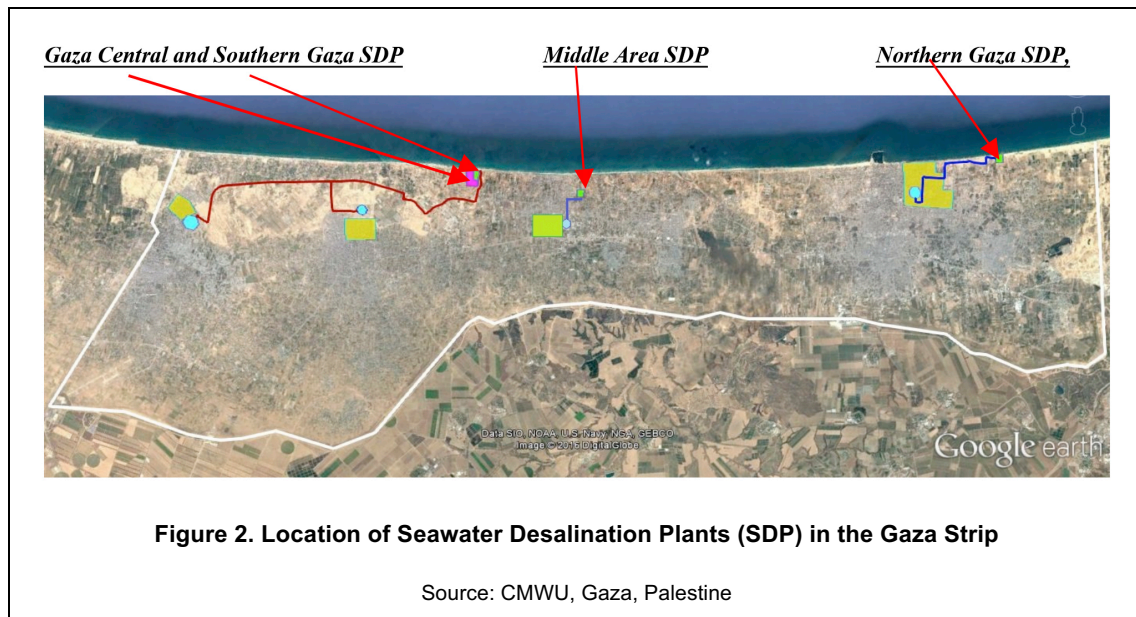 Gaza Central and Southern Gaza SDP
Middle Area SDP
Northern Gaza SDP,
Data SIO, NOAA, U.S. Navy, NGA, GEBCO
Image © 2016 DigitalGlobe
Google earth
Figure 2. Location of Seawater Desalination Plants (SDP) in the Gaza Strip
Source: CMWU, Gaza, Palestine